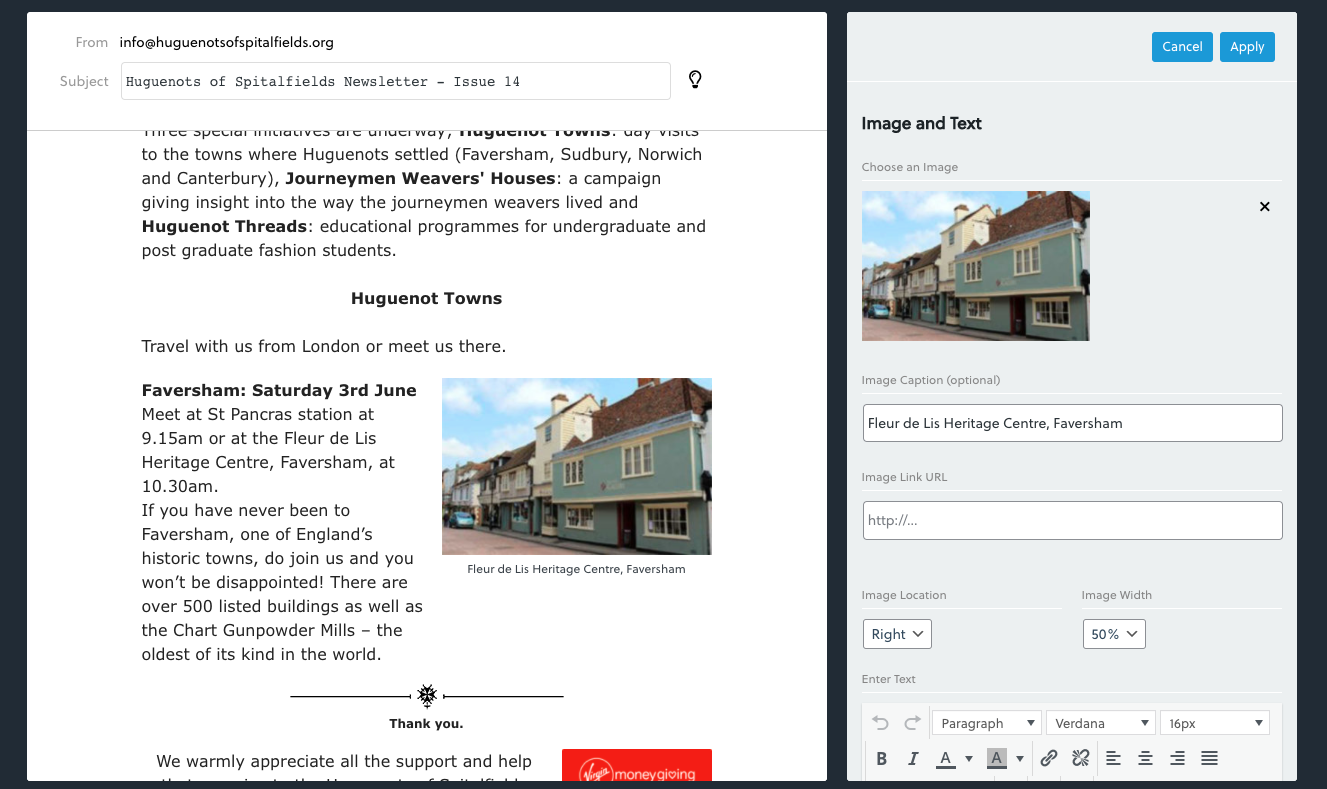 From info@huguenotsofspitalfields.org
Subject Huguenots of Spitalfields Newsletter - Issue 14
Three special initiatives are underway, Huguenot Towns: day visits
to the towns where Huguenots settled (Faversham, Sudbury, Norwich
and Canterbury), Journeymen Weavers' Houses: a campaign
giving insight into the way the journeymen weavers lived and
Huguenot Threads: educational programmes for undergraduate and
post graduate fashion students.
Huguenot Towns
Travel with us from London or meet us there.
Faversham: Saturday 3rd June
Meet at St Pancras station at
9.15am or at the Fleur de Lis
Heritage Centre, Faversham, at
10.30am.
If you have never been to
Faversham, one of England’s
historic towns, do join us and you
won’t be disappointed! There are
over 500 listed buildings as well as
the Chart Gunpowder Mills – the
oldest of its kind in the world.
Fleur de Lis Heritage Centre, Faversham
Thank you.
We warmly appreciate all the support and help
Virgin moneygiving
Cancel Apply
Image and Text
Choose an Image
Image Caption (optional)
Fleur de Lis Heritage Centre, Faversham
Image Link URL
http://...
Image Location Image Width
Right 50%
Enter Text
Paragraph Verdana 16px
B I A A